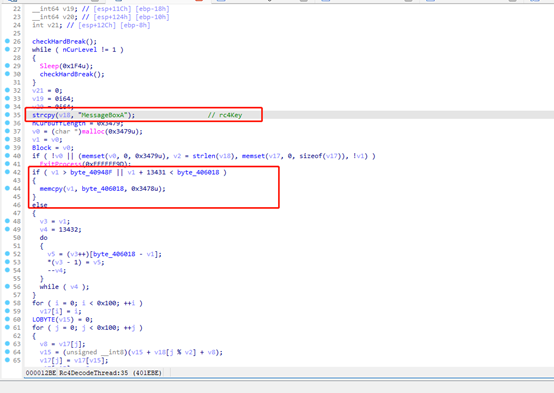 22 __int64 v19; // [esp+11Ch] [ebp-18h]
23 __int64 v20; // [esp+124h] [ebp-10h]
24 int v21; // [esp+12Ch] [ebp-8h]
25
26 checkHardBreak();
27 while ( nCurLevel != 1 )
28 {
29 Sleep(0x1F4u);
30 checkHardBreak();
31 }
32 v21 = 0;
33 v19 = 0i64;
34 v20 = 0i64;
35 strcpy(v18, "MessageBoxA"); // rc4Key
36 nCurBuffLength = 0x3479;
37 v0 = (char *)malloc(0x3479u);
38 v1 = v0;
39 Block = v0;
40 if ( !v0 || (memset(v0, 0, 0x3479u), v2 = strlen(v18), memset(v17, 0, sizeof(v17)), !v1) )
41 ExitProcess(0xFFFFFF9D);
42 if ( v1 > byte_40948F || v1 + 13431 < byte_406018 )
43 {
44 memcpy(v1, byte_406018, 0x3478u);
45 }
46 else
47 {
48 v3 = v1;
49 v4 = 13432;
50 do
51 {
52 v5 = (v3++)[byte_406018 - v1];
53 *(v3 - 1) = v5;
54 --v4;
55 }
56 while ( v4 );
57 }
58 for ( i = 0; i < 0x100; ++i )
59 v17[i] = i;
60 LOBYTE(v15) = 0;
61 for ( j = 0; j < 0x100; ++j )
62 {
63 v8 = v17[j];
64 v15 = (unsigned __int8)(v15 + v18[j % v2] + v8);
65 v17[j] = v17[v15];
000012BE Rc4DecodeThread:35 (401EBE)